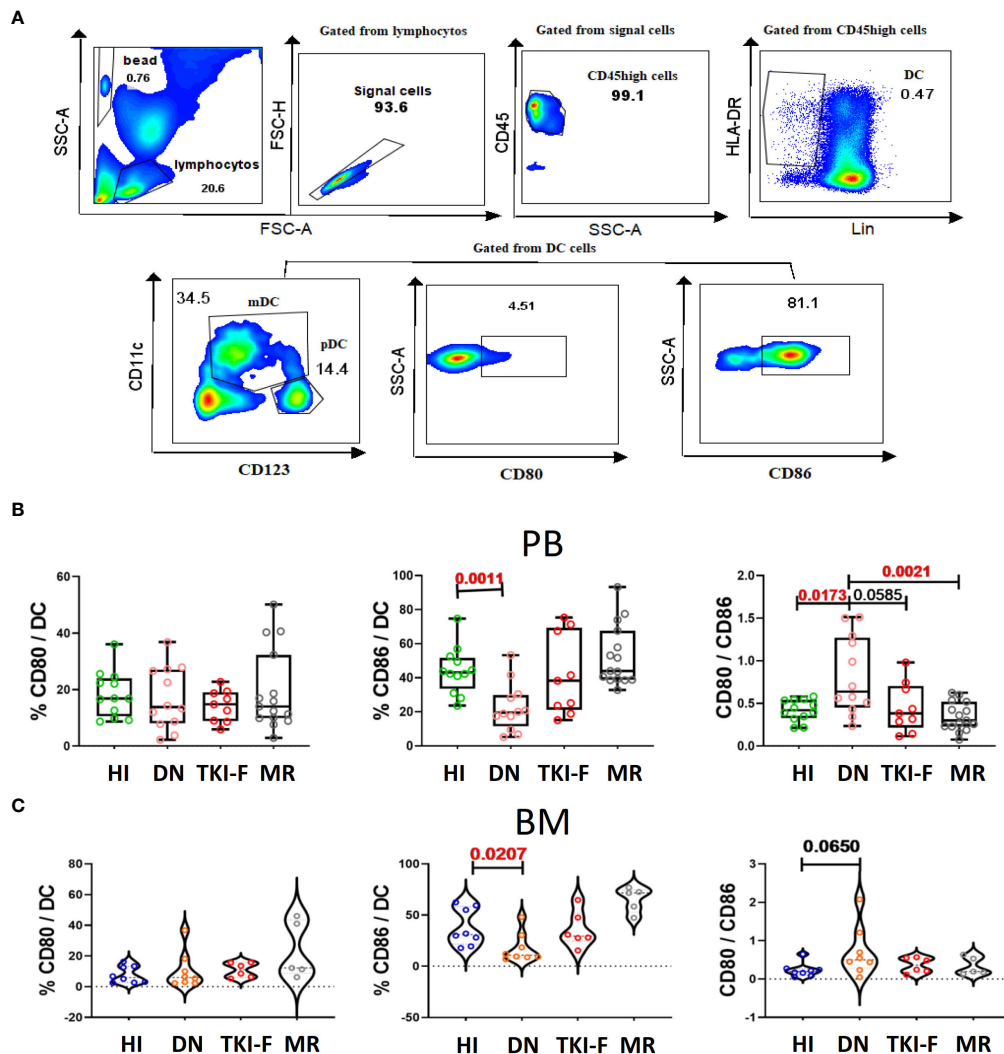 A
Gated from lymphocytos
Gated from signal cells
Gated from CD45high cells
SSC-A
bead
0.76
lymphocytos
20.6
FSC-A
FSC-H
Signal cells
93.6
CD45
CD45high cells
99.1
SSC-A
HLA-DR
DC
0.47
Lin
Gated from DC cells
CD11c
34.5
mDC
pDC
14.4
CD123
SSC-A
4.51
CD80
SSC-A
81.1
CD86
B
PB
% CD80 / DC
60
40
20
0
HI DN TKI-F MR
% CD86 / DC
100
80
60
40
20
0
0.0011
HI DN TKI-F MR
CD80 / CD86
2.0
1.5
1.0
0.5
0.0
0.0021
0.0173
0.0585
HI DN TKI-F MR
C
BM
% CD80 / DC
80
60
40
20
0
-20
HI DN TKI-F MR
% CD86 / DC
100
50
0
-50
0.0207
HI DN TKI-F MR
CD80 / CD86
3
2
1
0
-1
0.0650
HI DN TKI-F MR